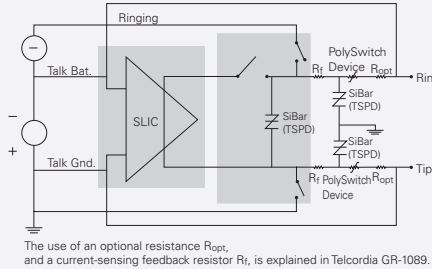 Ringing
PolySwitch
Device
Rf
Ropt
Talk Bat.
Rin
SiBar
(TSPD)
SLIC
SiBar
(TSPD)
SiBar
(TSPD)
Talk Gnd.
Tip
Rf PolySwitch Ropt
Device
The use of an optional resistance Ropt,
and a current-sensing feedback resistor Rf, is explained in Telcordia GR-1089.